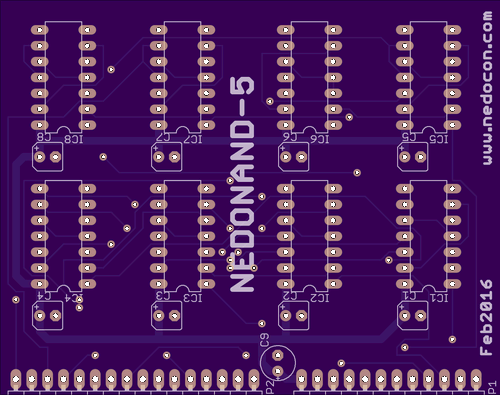 www.nedocon.com
C8
IC8
C7
IC7
C6
IC6
C5
IC5
NEDONAND-5
C4
IC4
C3
IC3
C2
IC2
C1
IC1
Feb2016
C9
P2
P1